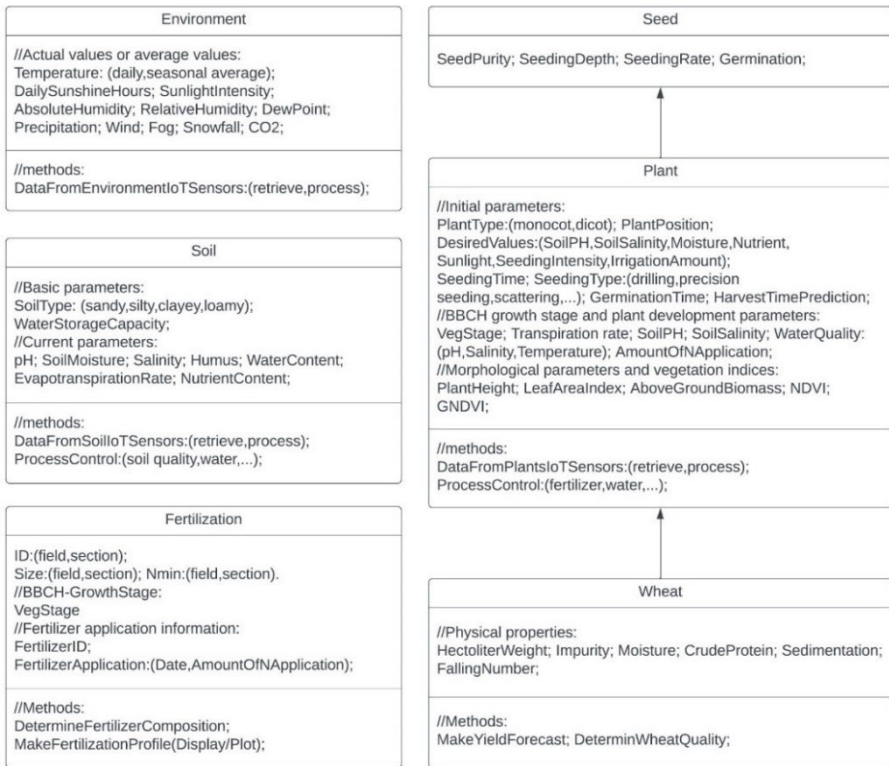 Environment
//Actual values or average values:
Temperature: (daily,seasonal average);
DailySunshineHours; SunlightIntensity;
AbsoluteHumidity; RelativeHumidity; DewPoint;
Precipitation; Wind; Fog; Snowfall; CO2;
//methods:
DataFromEnvironmentIoTSensors:(retrieve,process);
Soil
//Basic parameters:
SoilType: (sandy,silty,clayey,loamy);
WaterStorageCapacity;
//Current parameters:
pH; SoilMoisture; Salinity; Humus; WaterContent;
EvapotranspirationRate; NutrientContent;
//methods:
DataFromSoilIoTSensors:(retrieve,process);
ProcessControl:(soil quality,water,...);
Fertilization
ID:(field,section);
Size:(field,section); Nmin:(field,section).
//BBCH-GrowthStage:
VegStage
//Fertilizer application information:
FertilizerID;
FertilizerApplication:(Date,AmountOfNApplication);
//Methods:
DetermineFertilizerComposition;
MakeFertilizationProfile(Display/Plot);
Seed
SeedPurity; SeedingDepth; SeedingRate; Germination;
Plant
//Initial parameters:
PlantType:(monocot,dicot); PlantPosition;
DesiredValues:(SoilPH,SoilSalinity,Moisture,Nutrient,
Sunlight,SeedingIntensity,IrrigationAmount);
SeedingTime; SeedingType:(drilling,precision
seeding,scattering,...); GerminationTime; HarvestTimePrediction;
//BBCH growth stage and plant development parameters:
VegStage; Transpiration rate; SoilPH; SoilSalinity; WaterQuality:
(pH,Salinity,Temperature); AmountOfNApplication;
//Morphological parameters and vegetation indices:
PlantHeight; LeafAreaIndex; AboveGroundBiomass; NDVI;
GNDVI;
//methods:
DataFromPlantsIoTSensors:(retrieve,process);
ProcessControl:(fertilizer,water,...);
Wheat
//Physical properties:
HectoliterWeight; Impurity; Moisture; CrudeProtein; Sedimentation;
FallingNumber;
//Methods:
MakeYieldForecast; DeterminWheatQuality;